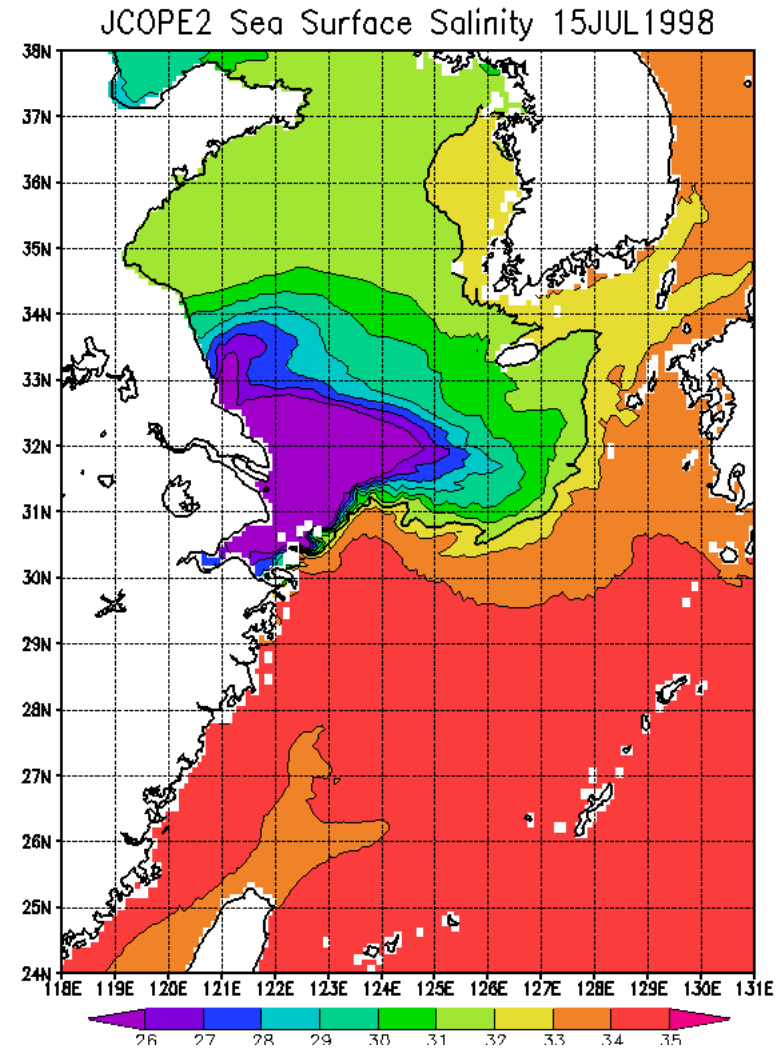 JCOPE2 Sea Surface Salinity 15JUL1998
38N
37N
36N
35N
34N
33N
32N
31N
30N
29N
28N
27N
26N
25N
24N
118E 119E 120E 121E 122E 123E 124E 125E 126E 127E 128E 129E 130E 131E
26 27 28 29 30 31 32 33 34 35